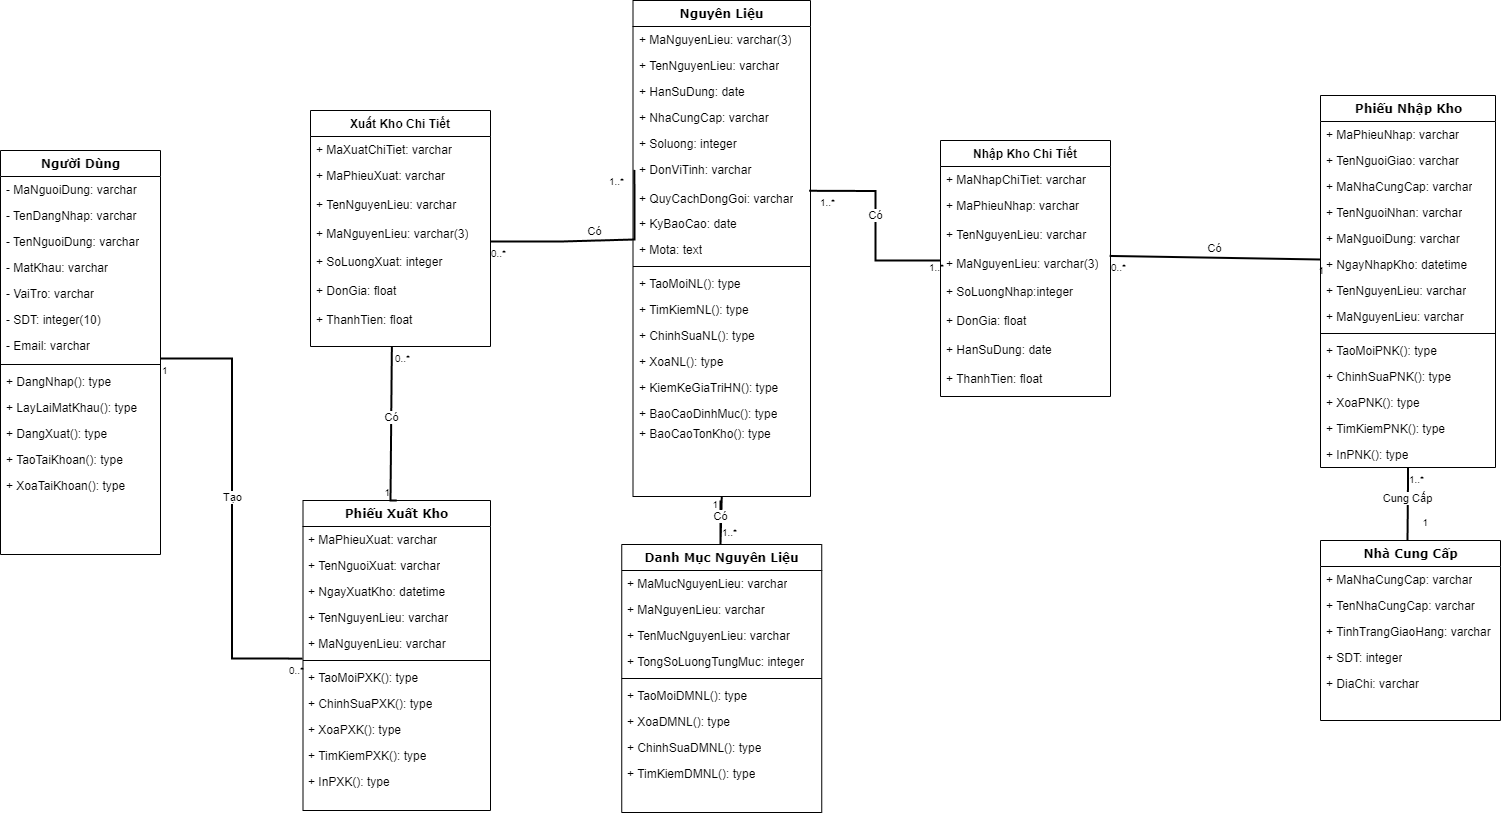 Người Dùng
- MaNguoiDung: varchar
- TenDangNhap: varchar
- TenNguoiDung: varchar
- MatKhau: varchar
- VaiTro: varchar
- SDT: integer(10)
- Email: varchar
+ DangNhap(): type
+ LayLaiMatKhau(): type
+ DangXuat(): type
+ TaoTaiKhoan(): type
+ XoaTaiKhoan(): type
1
Tạo
0..*
Xuất Kho Chi Tiết
+ MaXuatChiTiet: varchar
+ MaPhieuXuat: varchar
+ TenNguyenLieu: varchar
+ MaNguyenLieu: varchar(3)
+ SoLuongXuat: integer
+ DonGia: float
+ ThanhTien: float
0..*
Có
1
Phiếu Xuất Kho
+ MaPhieuXuat: varchar
+ TenNguoiXuat: varchar
+ NgayXuatKho: datetime
+ TenNguyenLieu: varchar
+ MaNguyenLieu: varchar
+ TaoMoiPXK(): type
+ ChinhSuaPXK(): type
+ XoaPXK(): type
+ TimKiemPXK(): type
+ InPXK(): type
0..*
Có
1..*
Nguyên Liệu
+ MaNguyenLieu: varchar(3)
+ TenNguyenLieu: varchar
+ HanSuDung: date
+ NhaCungCap: varchar
+ Soluong: integer
+ DonViTinh: varchar
+ QuyCachDongGoi: varchar
+ KyBaoCao: date
+ Mota: text
+ TaoMoiNL(): type
+ TimKiemNL(): type
+ ChinhSuaNL(): type
+ XoaNL(): type
+ KiemKeGiaTriHN(): type
+ BaoCaoDinhMuc(): type
+ BaoCaoTonKho(): type
1
Có
1..*
Danh Mục Nguyên Liệu
+ MaMucNguyenLieu: varchar
+ MaNguyenLieu: varchar
+ TenMucNguyenLieu: varchar
+ TongSoLuongTungMuc: integer
+ TaoMoiDMNL(): type
+ XoaDMNL(): type
+ ChinhSuaDMNL(): type
+ TimKiemDMNL(): type
1..*
Có
1..*
Nhập Kho Chi Tiết
+ MaNhapChiTiet: varchar
+ MaPhieuNhap: varchar
+ TenNguyenLieu: varchar
+ MaNguyenLieu: varchar(3)
+ SoLuongNhap:integer
+ DonGia: float
+ HanSuDung: date
+ ThanhTien: float
0..*
Có
1
Phiếu Nhập Kho
+ MaPhieuNhap: varchar
+ TenNguoiGiao: varchar
+ MaNhaCungCap: varchar
+ TenNguoiNhan: varchar
+ MaNguoiDung: varchar
+ NgayNhapKho: datetime
+ TenNguyenLieu: varchar
+ MaNguyenLieu: varchar
+ TaoMoiPNK(): type
+ ChinhSuaPNK(): type
+ XoaPNK(): type
+ TimKiemPNK(): type
+ InPNK(): type
1..*
Cung Cấp
1
Nhà Cung Cấp
+ MaNhaCungCap: varchar
+ TenNhaCungCap: varchar
+ TinhTrangGiaoHang: varchar
+ SDT: integer
+ DiaChi: varchar